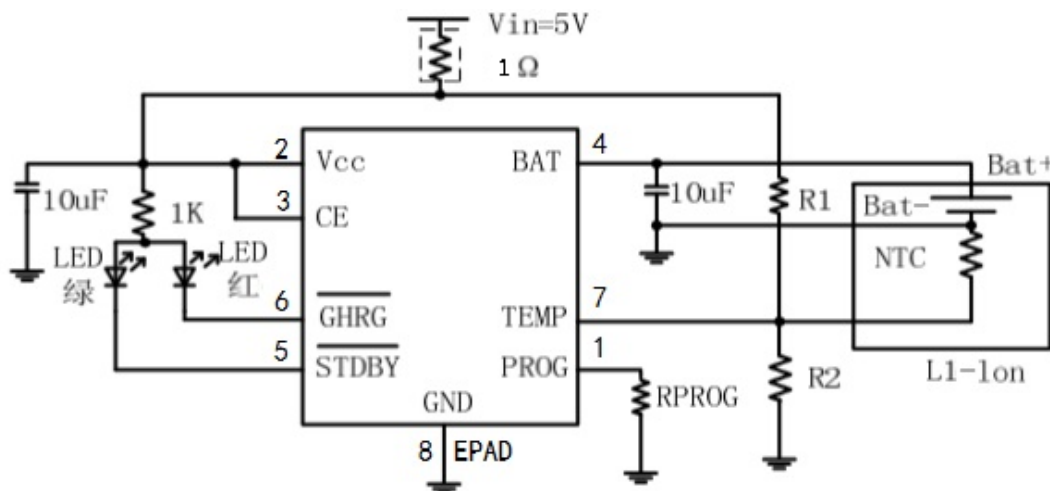 Vin=5V
1Ω
2
Vcc
BAT
4
Bat+
10uF
1K
3
CE
10uF
R1
Bat-
LED
LED
绿
红
NTC
6
GHRG
TEMP
7
5
STDBY
PROG
1
R2
L1-lon
GND
RPROG
8
EPAD